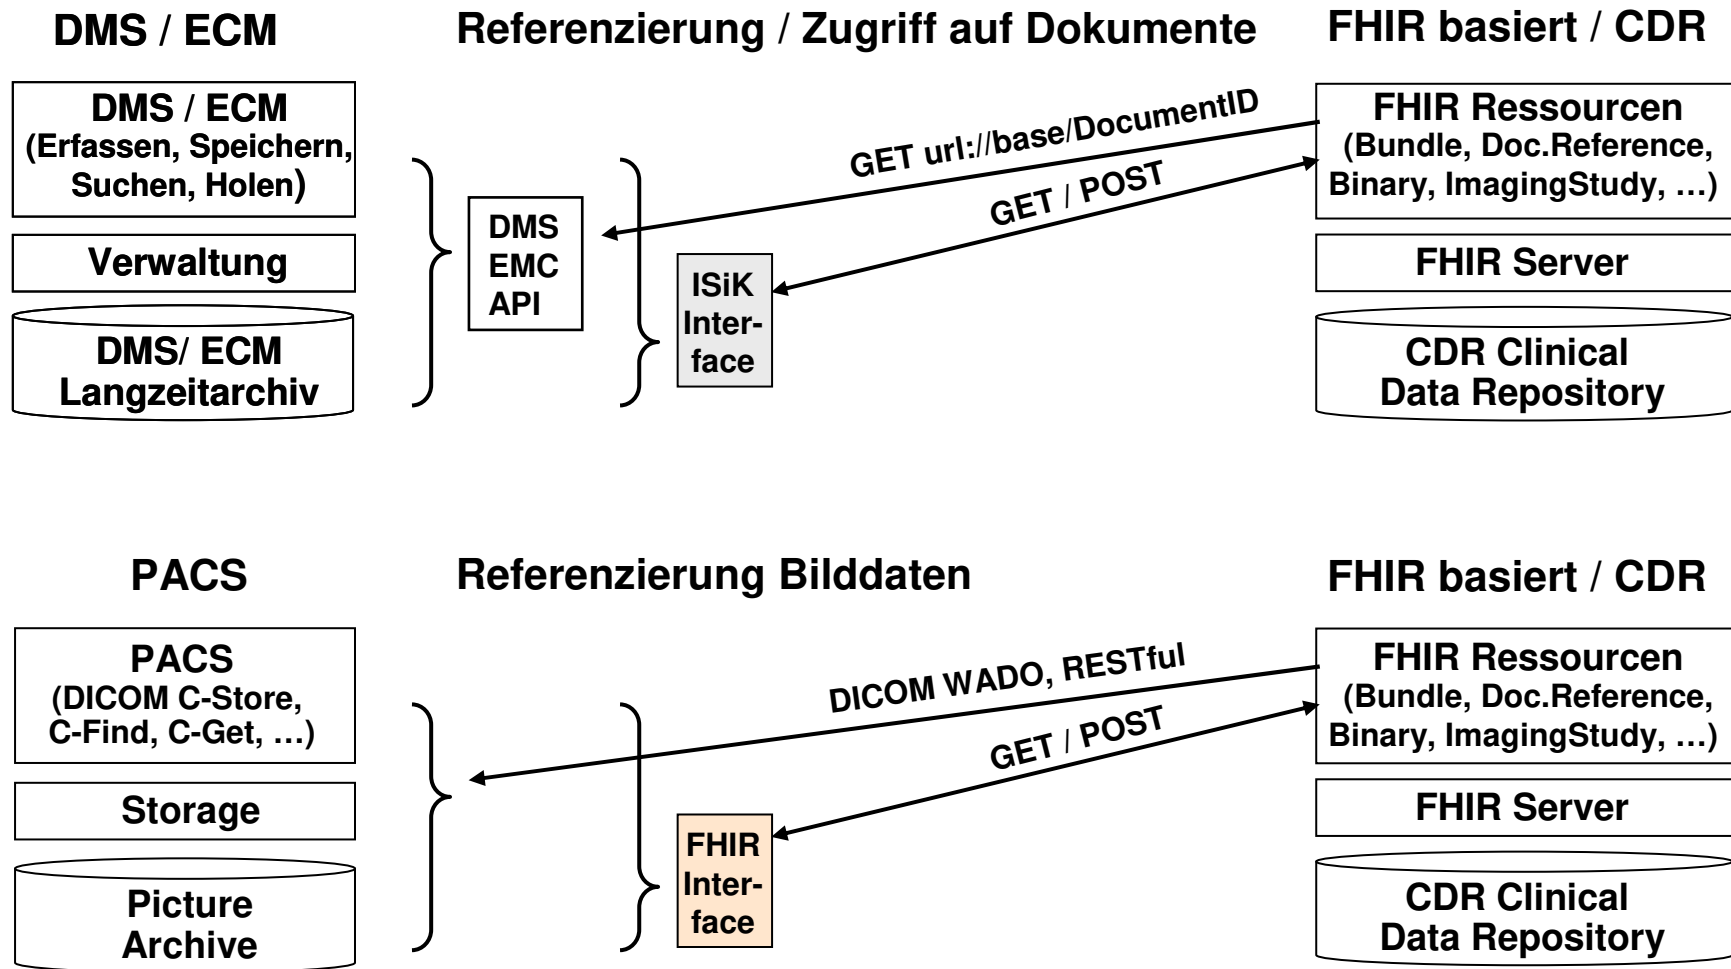 DMS / ECM
Referenzierung / Zugriff auf Dokumente
FHIR basiert / CDR
DMS / ECM
(Erfassen, Speichern,
Suchen, Holen)
Verwaltung
DMS/ ECM
Langzeitarchiv
DMS
EMC
API
ISiK
Inter-
face
GET url://base/DocumentID
GET / POST
FHIR Ressourcen
(Bundle, Doc.Reference,
Binary, ImagingStudy, …)
FHIR Server
CDR Clinical
Data Repository
PACS
Referenzierung Bilddaten
FHIR basiert / CDR
PACS
(DICOM C-Store,
C-Find, C-Get, …)
Storage
Picture
Archive
FHIR
Inter-
face
DICOM WADO, RESTful
GET / POST
FHIR Ressourcen
(Bundle, Doc.Reference,
Binary, ImagingStudy, …)
FHIR Server
CDR Clinical
Data Repository